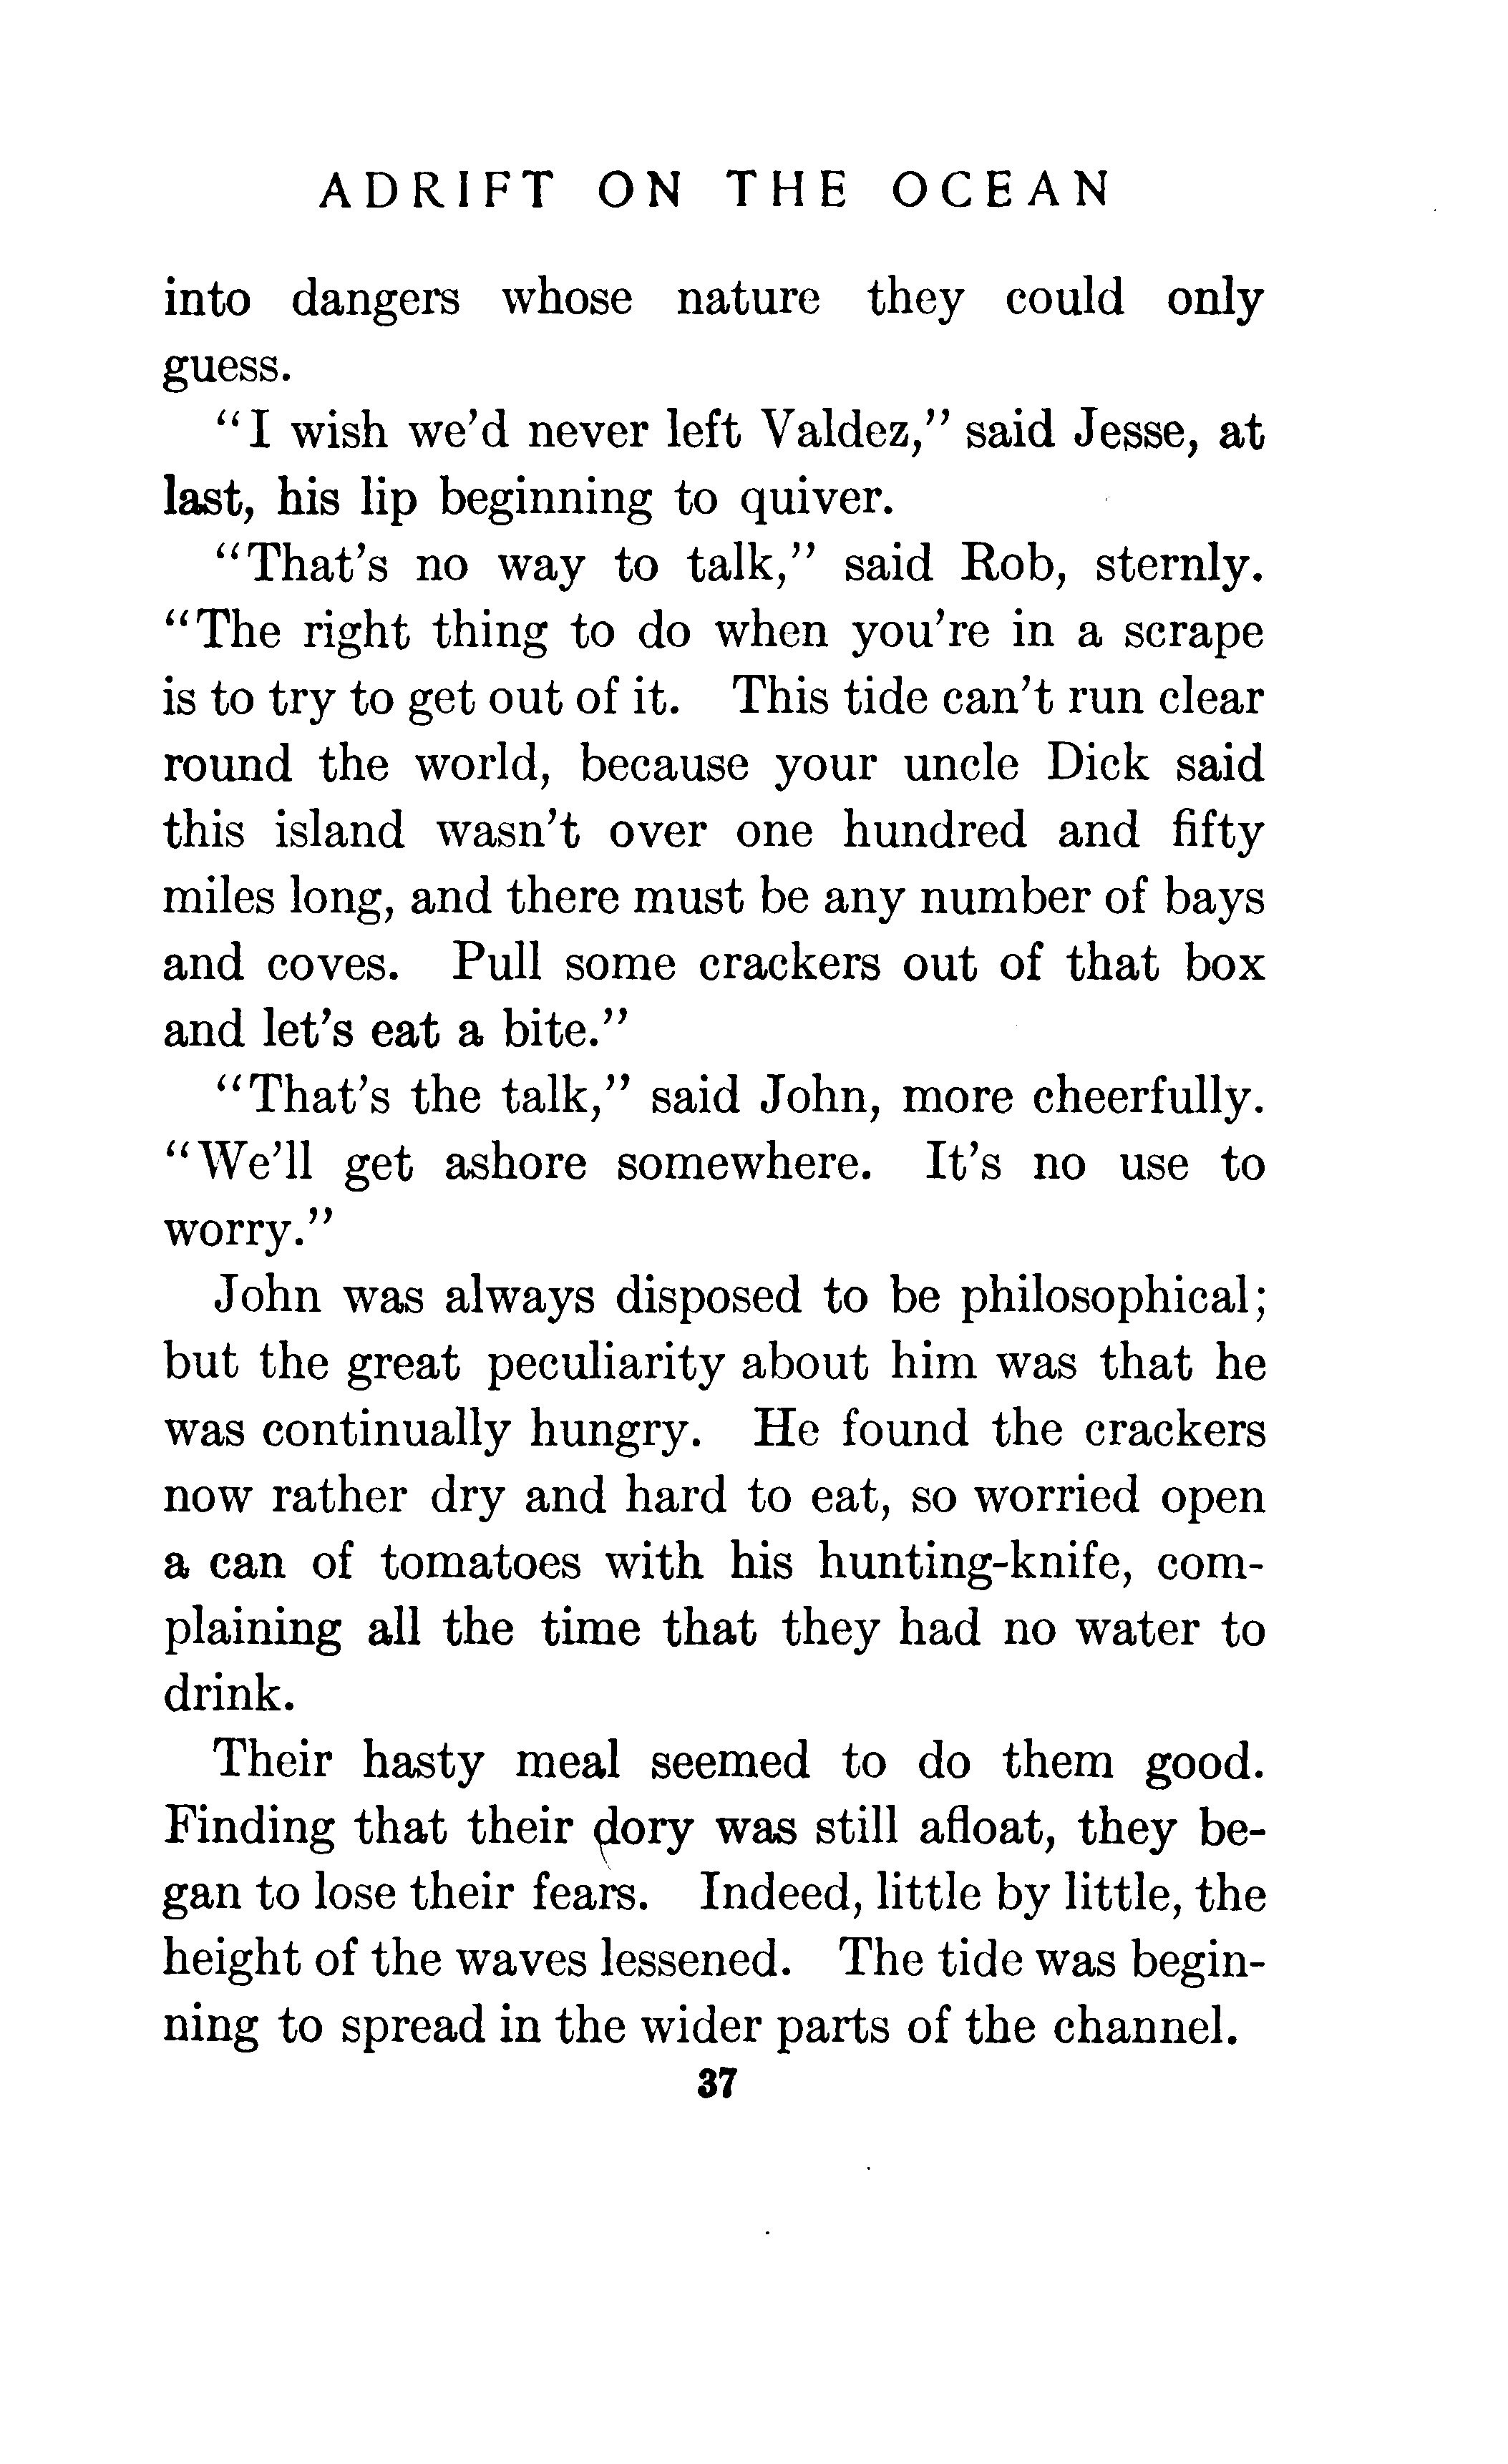 ADRIFT ON THE OCEAN
into dangers whose nature they could only
guess.
"I wish we'd never left Valdez," said Jesse, at
last, his lip beginning to quiver.
"That's no way to talk," said Rob, sternly.
"The right thing to do when you're in a scrape
is to try to get out of it. This tide can't run clear
round the world, because your uncle Dick said
this island wasn't over one hundred and fifty
miles long, and there must be any number of bays
and coves. Pull some crackers out of that box
and let's eat a bite."
"That's the talk," said John, more cheerfully.
"We'll get ashore somewhere. It's no use to
worry."
John was always disposed to be philosophical;
but the great peculiarity about him was that he
was continually hungry. He found the crackers
now rather dry and hard to eat, so worried open
a can of tomatoes with his hunting-knife, com-
plaining all the time that they had no water to
drink.
Their hasty meal seemed to do them good.
Finding that their dory was still afloat, they be-
gan to lose their fears. Indeed, little by little, the
height of the waves lessened. The tide was begin-
ning to spread in the wider parts of the channel.
37